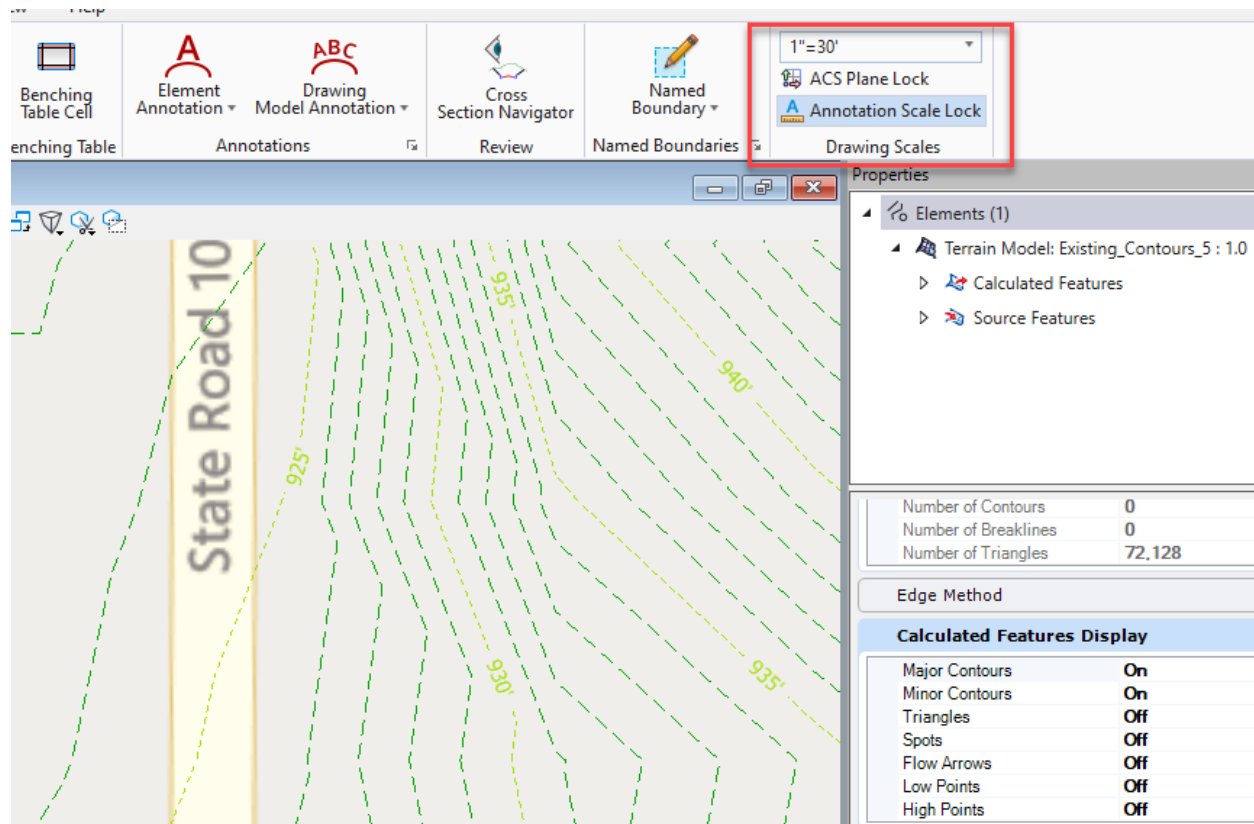 Help
Benching
Table Cell
Element
Annotation
Drawing
Model Annotation
Cross
Section Navigator
Named
Boundary
1"=30'
ACS Plane Lock
Annotation Scale Lock
enching Table
Annotations
Review
Named Boundaries
Drawing Scales
Properties
Elements (1)
Terrain Model: Existing_Contours_5 : 1.0
Calculated Features
Source Features
State Road 10
935'
940'
925'
930'
935'
Number of Contours 0
Number of Breaklines 0
Number of Triangles 72,128
Edge Method
Calculated Features Display
Major Contours On
Minor Contours On
Triangles Off
Spots Off
Flow Arrows Off
Low Points Off
High Points Off